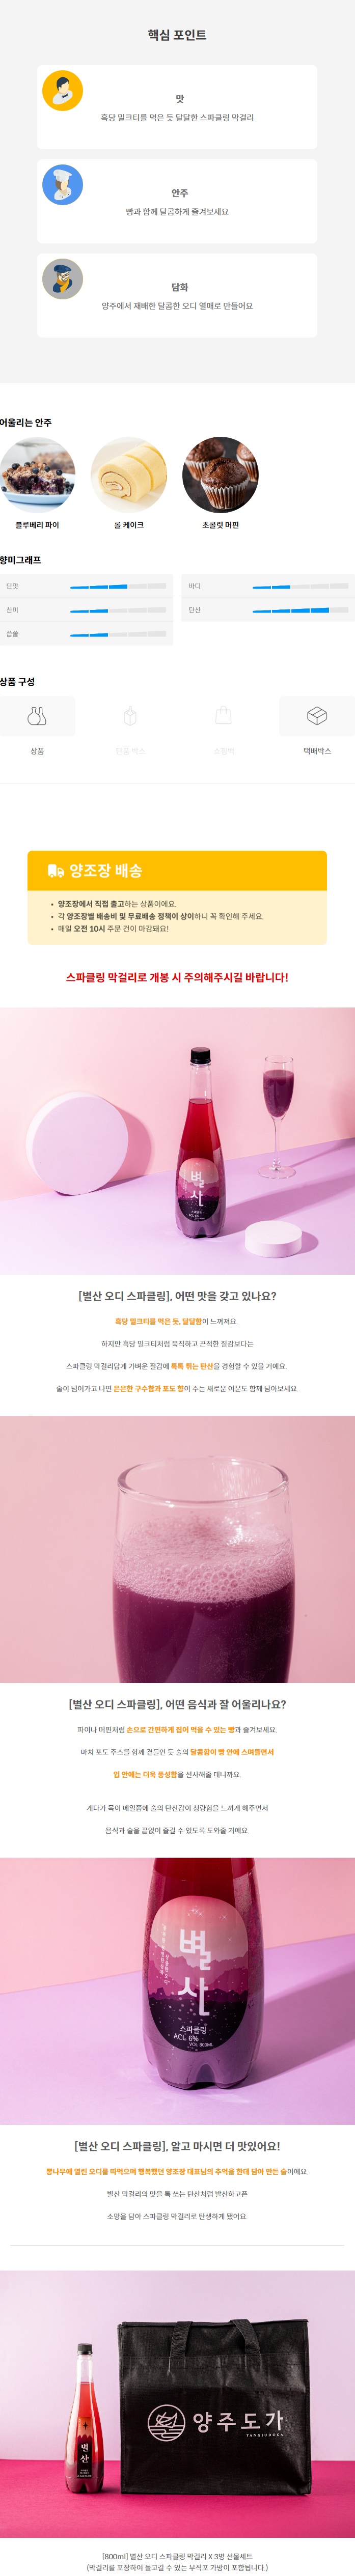 핵심 포인트
맛
흑당 밀크티를 먹은 듯 달달한 스파클링 막걸리
안주
빵과 함께 달콤하게 즐겨보세요
담화
양주에서 재배한 달콤한 오디 열매로 만들어요
어울리는 안주
블루베리 파이
롤 케이크
초콜릿 머핀
향미그래프
단맛
바디
산미
탄산
씁쓸
상품 구성
상품
단품 박스
쇼핑백
택배박스
양조장 배송
• 양조장에서 직접 출고하는 상품이에요.
• 각 양조장별 배송비 및 무료배송 정책이 상이하니 꼭 확인해 주세요.
• 매일 오전 10시 주문 건이 마감돼요!
스파클링 막걸리로 개봉 시 주의해주시길 바랍니다!
별산
스파클링
[별산 오디 스파클링], 어떤 맛을 갖고 있나요?
흑당 밀크티를 먹은 듯, 달달함이 느껴져요.
하지만 흑당 밀크티처럼 묵직하고 끈적한 질감보다는
스파클링 막걸리답게 가벼운 질감에 톡톡 튀는 탄산을 경험할 수 있을 거예요.
술이 넘어가고 나면 은은한 구수함과 포도 향이 주는 새로운 여운도 함께 담아보세요.
[별산 오디 스파클링], 어떤 음식과 잘 어울리나요?
파이나 머핀처럼 손으로 간편하게 집어 먹을 수 있는 빵과 즐겨보세요.
마치 포도 주스를 함께 곁들인 듯 술의 달콤함이 빵 안에 스며들면서
입 안에는 더욱 풍성함을 선사해줄 테니까요.
게다가 목이 메일쯤에 술의 탄산감이 청량함을 느끼게 해주면서
음식과 술을 끝없이 즐길 수 있도록 도와줄 거예요.
별산
스파클링
ACL 6%
VOL 800ML
[별산 오디 스파클링], 알고 마시면 더 맛있어요!
뽕나무에 열린 오디를 따먹으며 행복했던 양조장 대표님의 추억을 한데 담아 만든 술이에요.
별산 막걸리의 맛을 톡 쏘는 탄산처럼 발산하고픈
소망을 담아 스파클링 막걸리로 탄생하게 됐어요.
별산
양주도가
YANGJUDOGA
[800ml] 별산 오디 스파클링 막걸리 X 3병 선물세트
(막걸리를 포장하여 들고갈 수 있는 부직포 가방이 포함됩니다.)